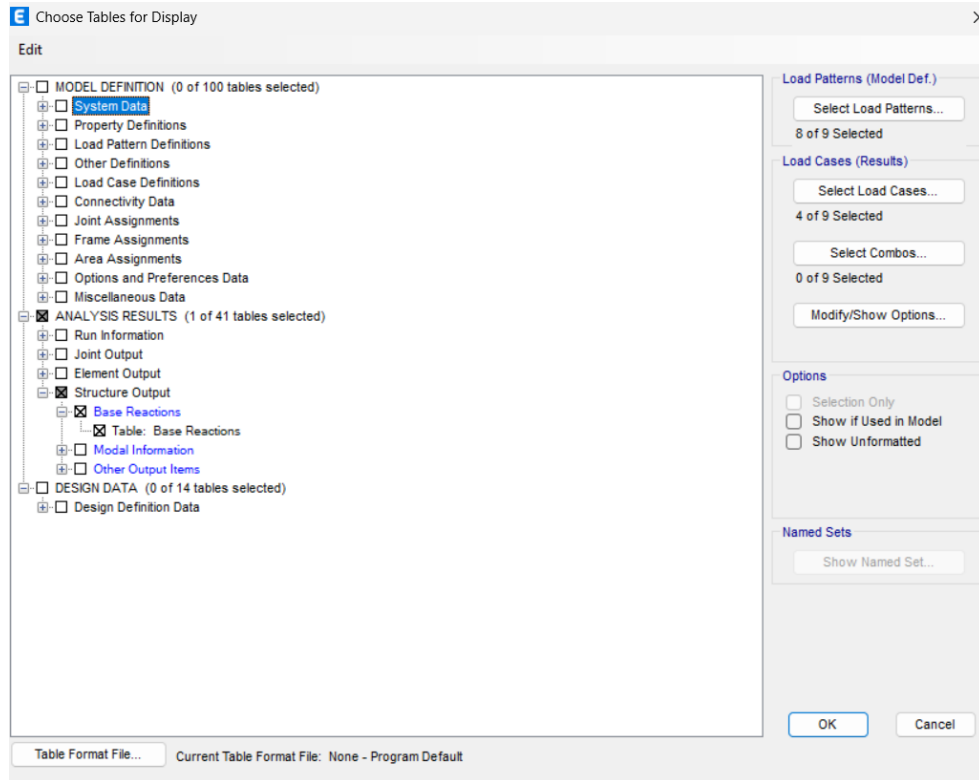 E Choose Tables for Display
Edit
MODEL DEFINITION (0 of 100 tables selected)
System Data
Property Definitions
Load Pattern Definitions
Other Definitions
Load Case Definitions
Connectivity Data
Joint Assignments
Frame Assignments
Area Assignments
Options and Preferences Data
Miscellaneous Data
ANALYSIS RESULTS (1 of 41 tables selected)
Run Information
Joint Output
Element Output
Structure Output
Base Reactions
Table: Base Reactions
Modal Information
Other Output Items
DESIGN DATA (0 of 14 tables selected)
Design Definition Data
Load Patterns (Model Def.)
Select Load Patterns...
8 of 9 Selected
Load Cases (Results)
Select Load Cases...
4 of 9 Selected
Select Combos...
0 of 9 Selected
Modify/Show Options...
Options
Selection Only
Show if Used in Model
Show Unformatted
Named Sets
Show Named Set...
OK
Cancel
Table Format File...
Current Table Format File: None - Program Default